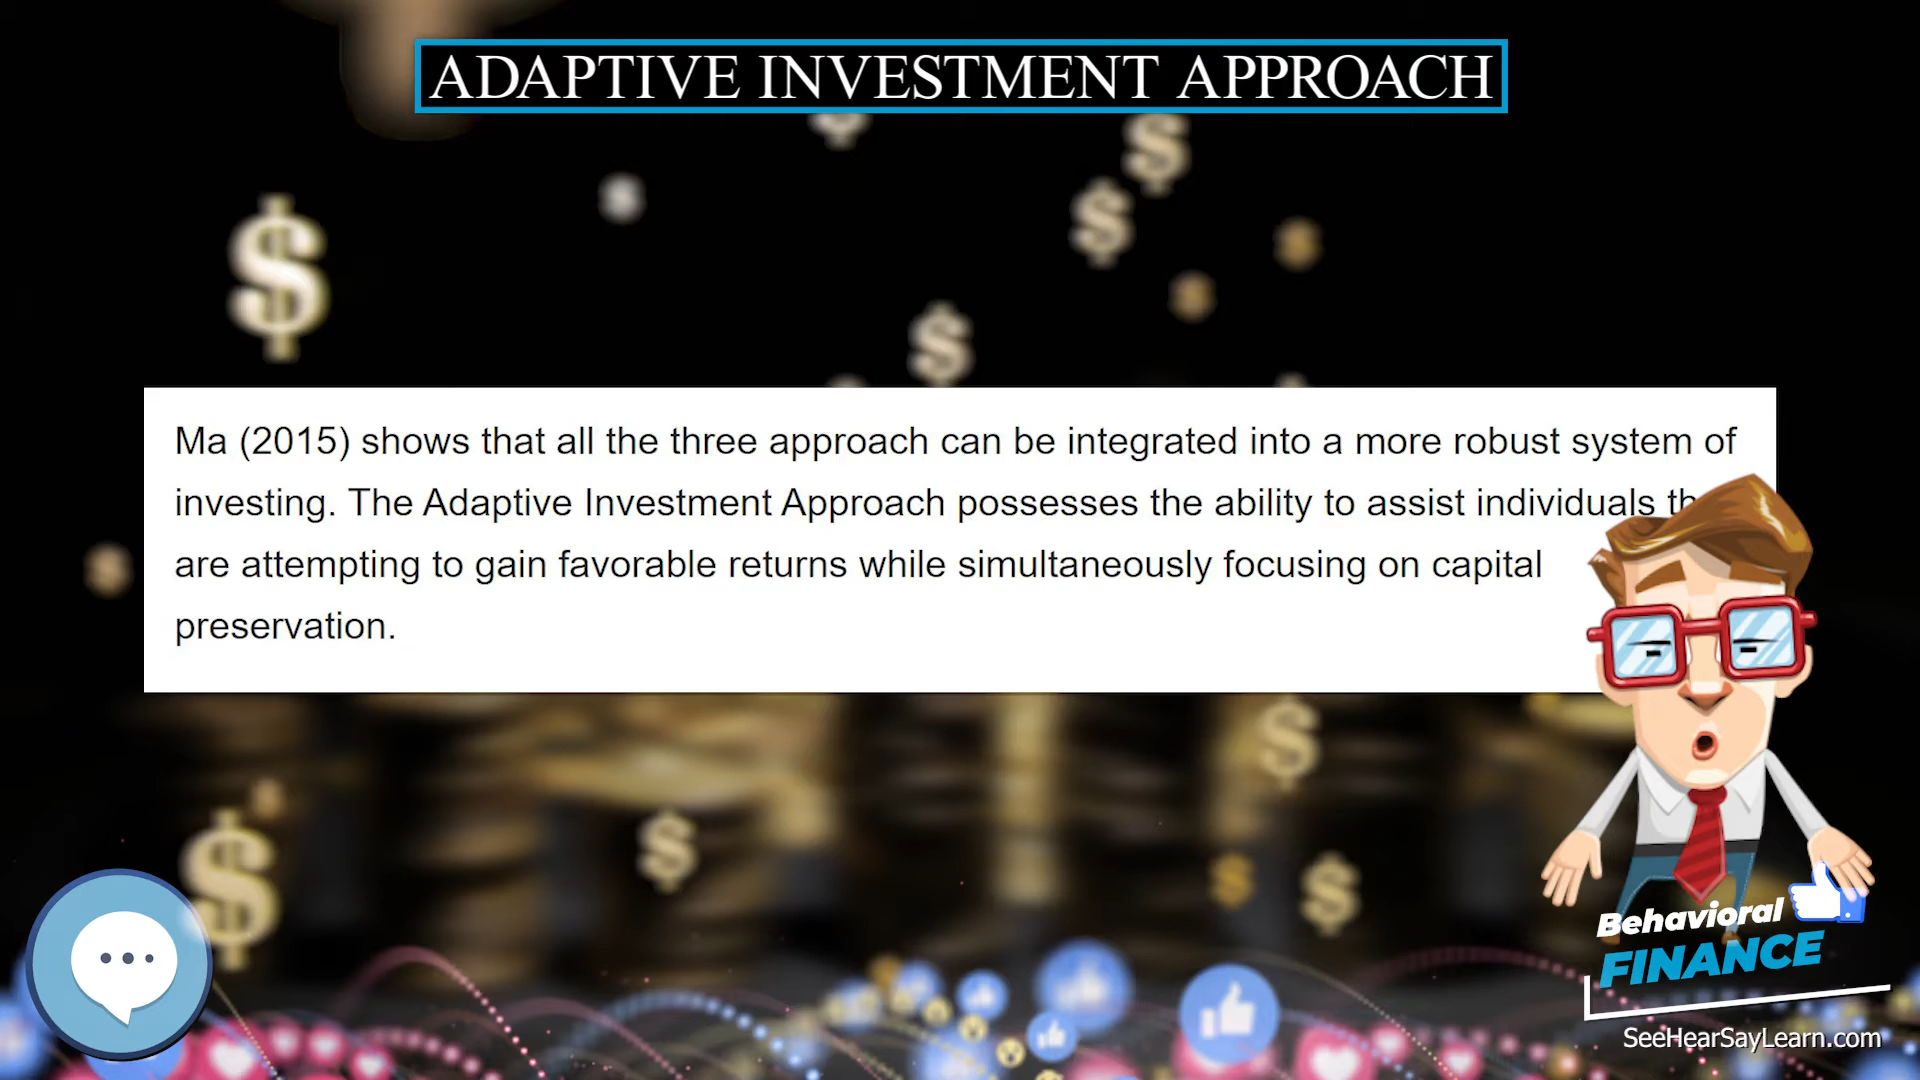 ADAPTIVE INVESTMENT APPROACH
Ma (2015) shows that all the three approach can be integrated into a more robust system of
investing. The Adaptive Investment Approach possesses the ability to assist individuals
are attempting to gain favorable returns while simultaneously focusing on capital
preservation.
Behavioral
FINANCE
SeeHearSayLearn.com